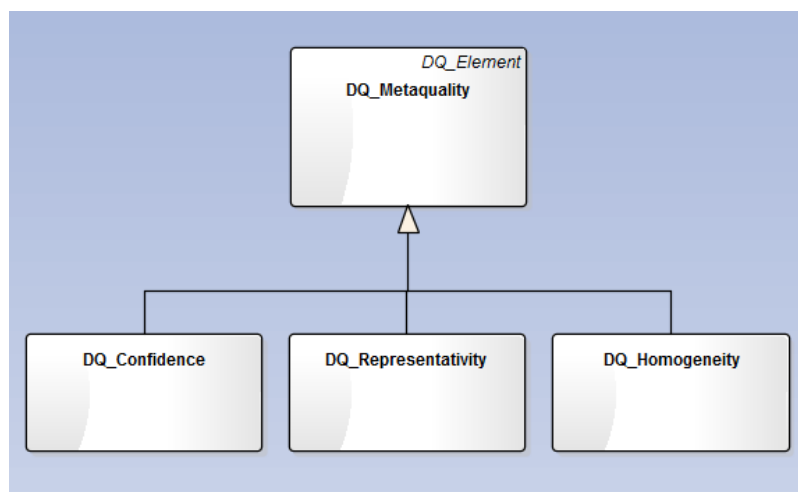 DQ_Element
DQ_Metaquality
DQ_Confidence
DQ_Representativity
DQ_Homogeneity